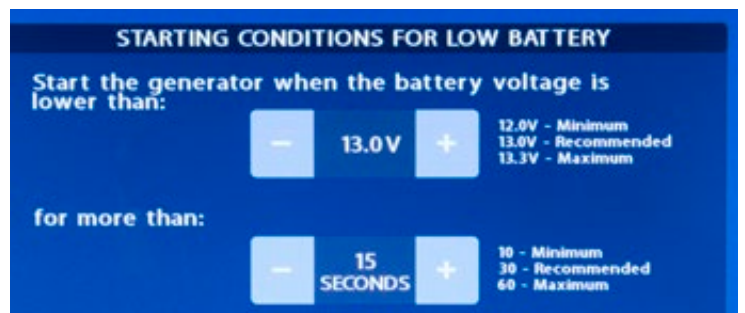 STARTING CONDITIONS FOR LOW BATTERY
Start the generator when the battery voltage is
lower than:
− 13.0V +
12.0V - Minimum
13.0V - Recommended
13.3V - Maximum
for more than:
− 15 +
SECONDS
10 - Minimum
30 - Recommended
60 - Maximum